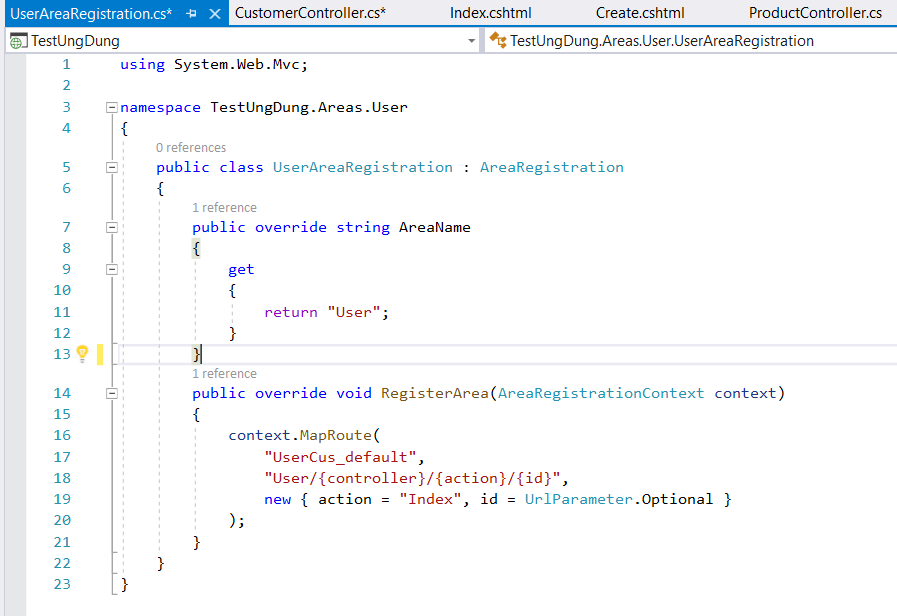 UserAreaRegistration.cs* CustomerController.cs* Index.cshtml Create.cshtml ProductController.cs
TestUngDung TestUngDung.Areas.User.UserAreaRegistration
1 using System.Web.Mvc;
2
3 namespace TestUngDung.Areas.User
4 {
0 references
5 public class UserAreaRegistration : AreaRegistration
6 {
1 reference
7 public override string AreaName
8 {
9 get
10 {
11 return "User";
12 }
13 }
1 reference
14 public override void RegisterArea(AreaRegistrationContext context)
15 {
16 context.MapRoute(
17 "UserCus_default",
18 "User/{controller}/{action}/{id}",
19 new { action = "Index", id = UrlParameter.Optional }
20 );
21 }
22 }
23 }